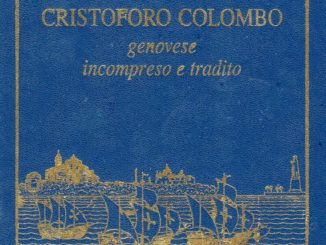 CRISTOFORO COLOMBO
genovese
incompreso e tradito